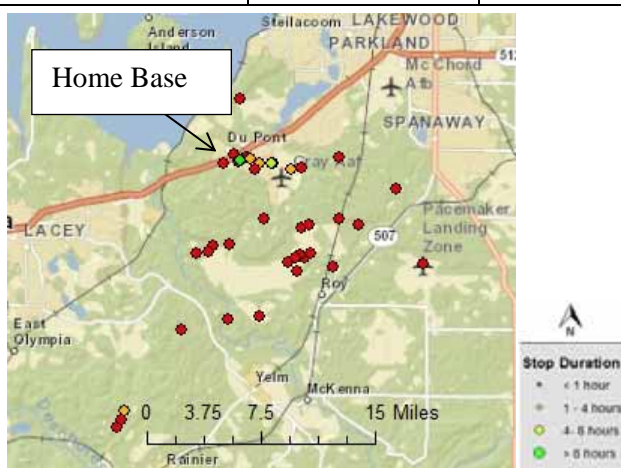 Steilacoom
LAKEWOOD
Anderson
Island
PARKLAND
512
Mc Chord
Afb
Home Base
SPANAWAY
Du Pont
Gray Aaf
LACEY
Pacemaker
Landing
Zone
507
Roy
East
Olympia
Yelm
McKenna
0 3.75 7.5 15 Miles
Rainier
N
Stop Duration
< 1 hour
1 - 4 hours
4- 8 hours
> 8 hours